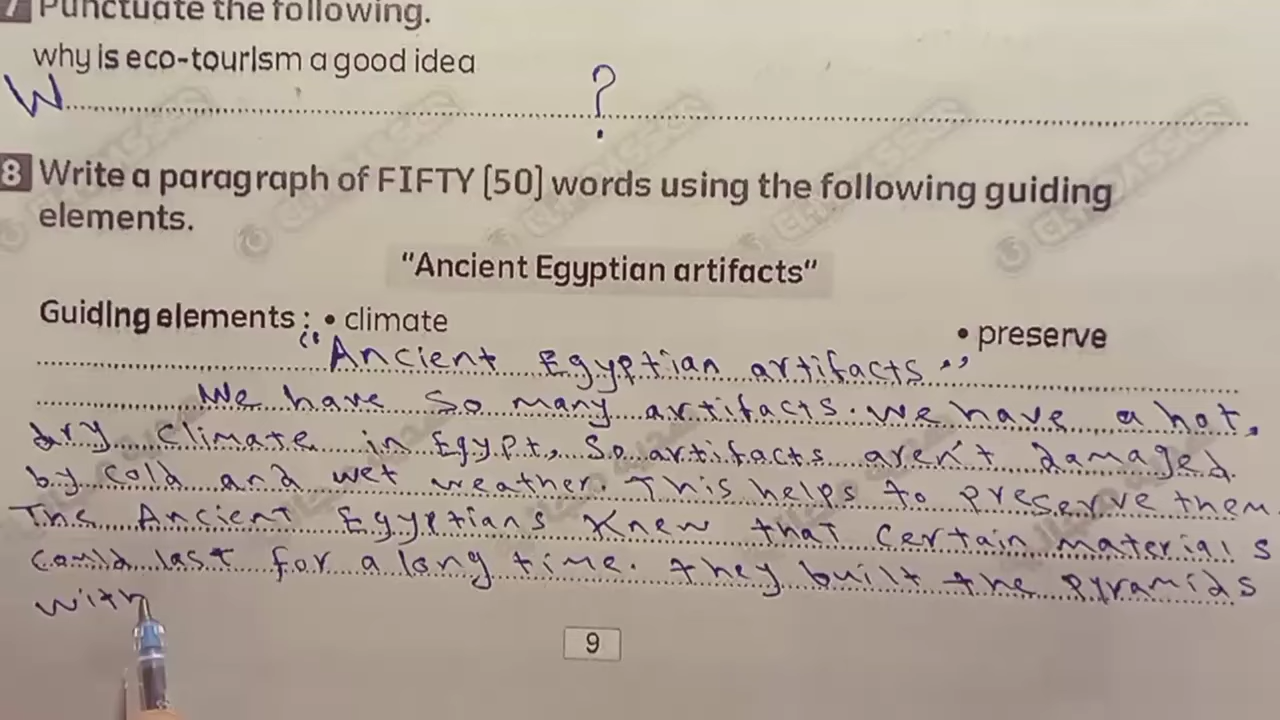 7 Punctuate the following.
why is eco-tourism a good idea
W ?
8 Write a paragraph of FIFTY [50] words using the following guiding
elements.
"Ancient Egyptian artifacts"
Guiding elements : • climate • preserve
"Ancient Egyptian artifacts"
We have so many artifacts. We have a hot,
dry climate in Egypt, so artifacts aren't damaged
by cold and wet weather. This helps to preserve them.
The Ancient Egyptians knew that certain materials
could last for a long time. They built the pyramids
with
9